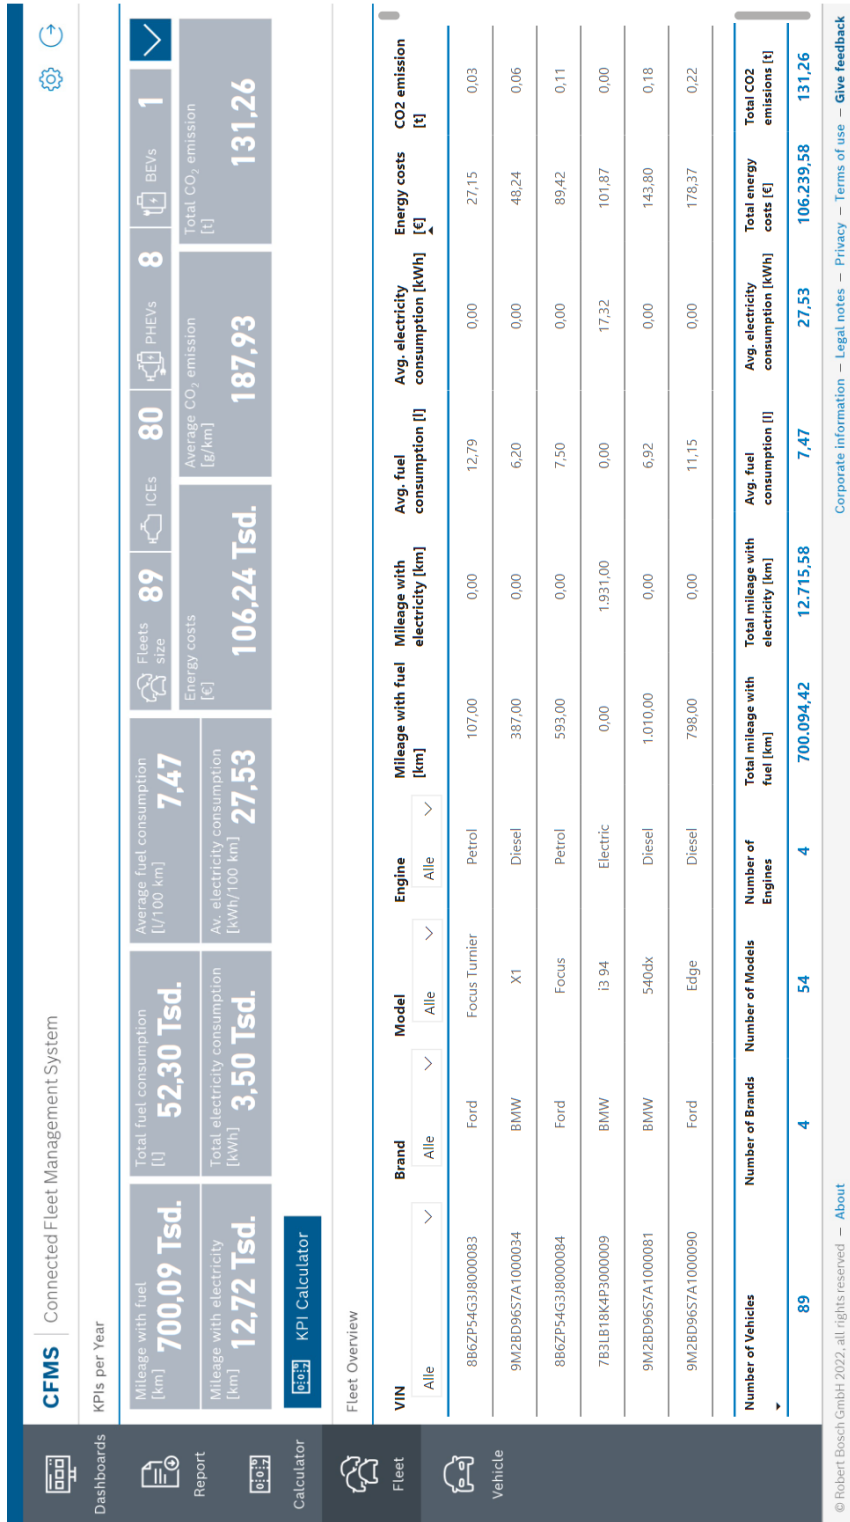 CFMS | Connected Fleet Management System
Dashboards
Report
Calculator
Fleet
Vehicle
KPIs per Year
Mileage with fuel
[km]
700,09 Tsd.
Total fuel consumption
[l]
52,30 Tsd.
Average fuel consumption
[l/100 km]
7,47
Fleets
size
89
ICEs
80
PHEVs
8
BEVs
1
Mileage with electricity
[km]
12,72 Tsd.
Total electricity consumption
[kWh]
3,50 Tsd.
Av. electricity consumption
[kWh/100 km]
27,53
Energy costs
[€]
106,24 Tsd.
Average CO2 emission
[g/km]
187,93
Total CO2 emission
[t]
131,26
KPI Calculator
Fleet Overview
VIN Brand Model Engine Mileage with fuel [km] Mileage with electricity [km] Avg. fuel consumption [l] Avg. electricity consumption [kWh] Energy costs [€] CO2 emission [t]
Alle Alle Alle Alle
8B6ZP54G3J8000083 Ford Focus Turnier Petrol 107,00 0,00 12,79 0,00 27,15 0,03
9M2BD96S7A1000034 BMW X1 Diesel 387,00 0,00 6,20 0,00 48,24 0,06
8B6ZP54G3J8000084 Ford Focus Petrol 593,00 0,00 7,50 0,00 89,42 0,11
7B3LB18K4P3000009 BMW i3 94 Electric 0,00 1.931,00 0,00 17,32 101,87 0,00
9M2BD96S7A1000081 BMW 540dx Diesel 1.010,00 0,00 6,92 0,00 143,80 0,18
9M2BD96S7A1000090 Ford Edge Diesel 798,00 0,00 11,15 0,00 178,37 0,22
Number of Vehicles Number of Brands Number of Models Number of Engines Total mileage with fuel [km] Total mileage with electricity [km] Avg. fuel consumption [l] Avg. electricity consumption [kWh] Total energy costs [€] Total CO2 emissions [t]
89 4 54 4 700.094,42 12.715,58 7,47 27,53 106.239,58 131,26
© Robert Bosch GmbH 2022, all rights reserved – About Corporate information – Legal notes – Privacy – Terms of use – Give feedback